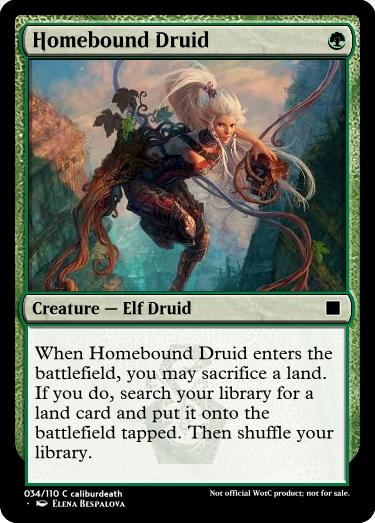 Homebound Druid
Creature — Elf Druid
When Homebound Druid enters the
battlefield, you may sacrifice a land.
If you do, search your library for a
land card and put it onto the
battlefield tapped. Then shuffle your
library.
034/110 C caliburdeath
Not official WotC product; not for sale.
· Elena Bespalova